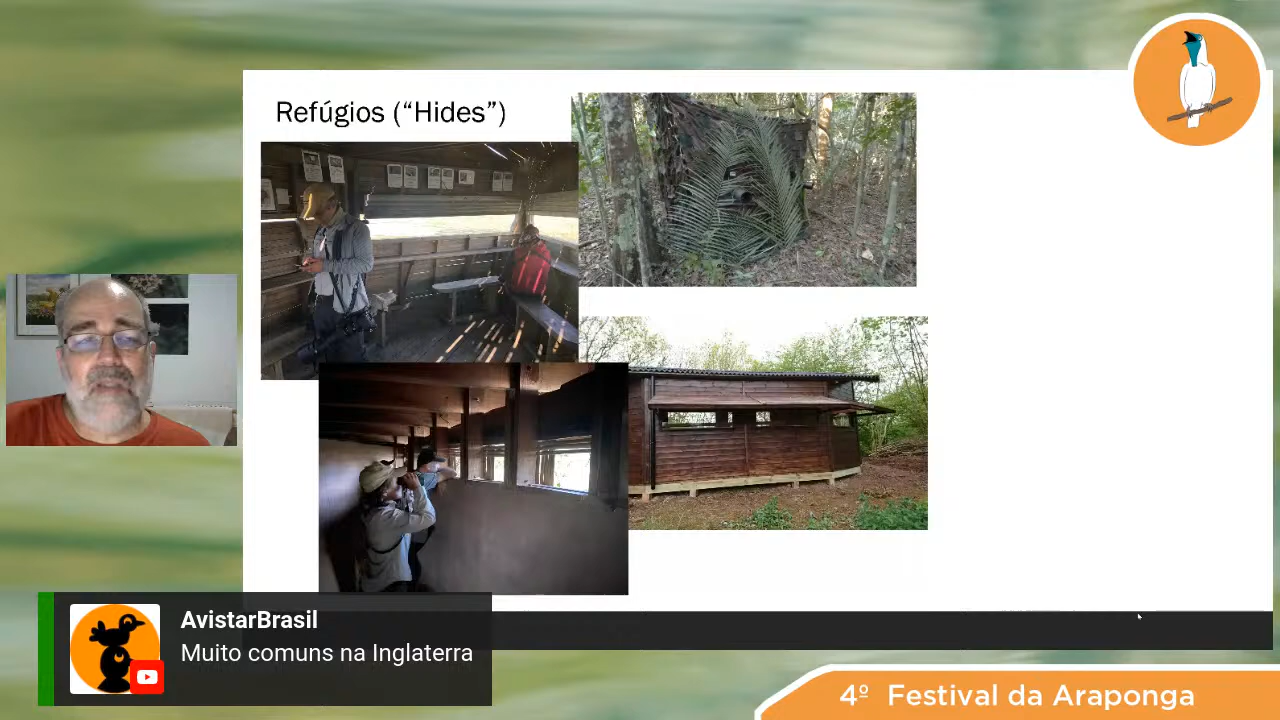 Refúgios (“Hides”)
AvistarBrasil
Muito comuns na Inglaterra
4º Festival da Araponga